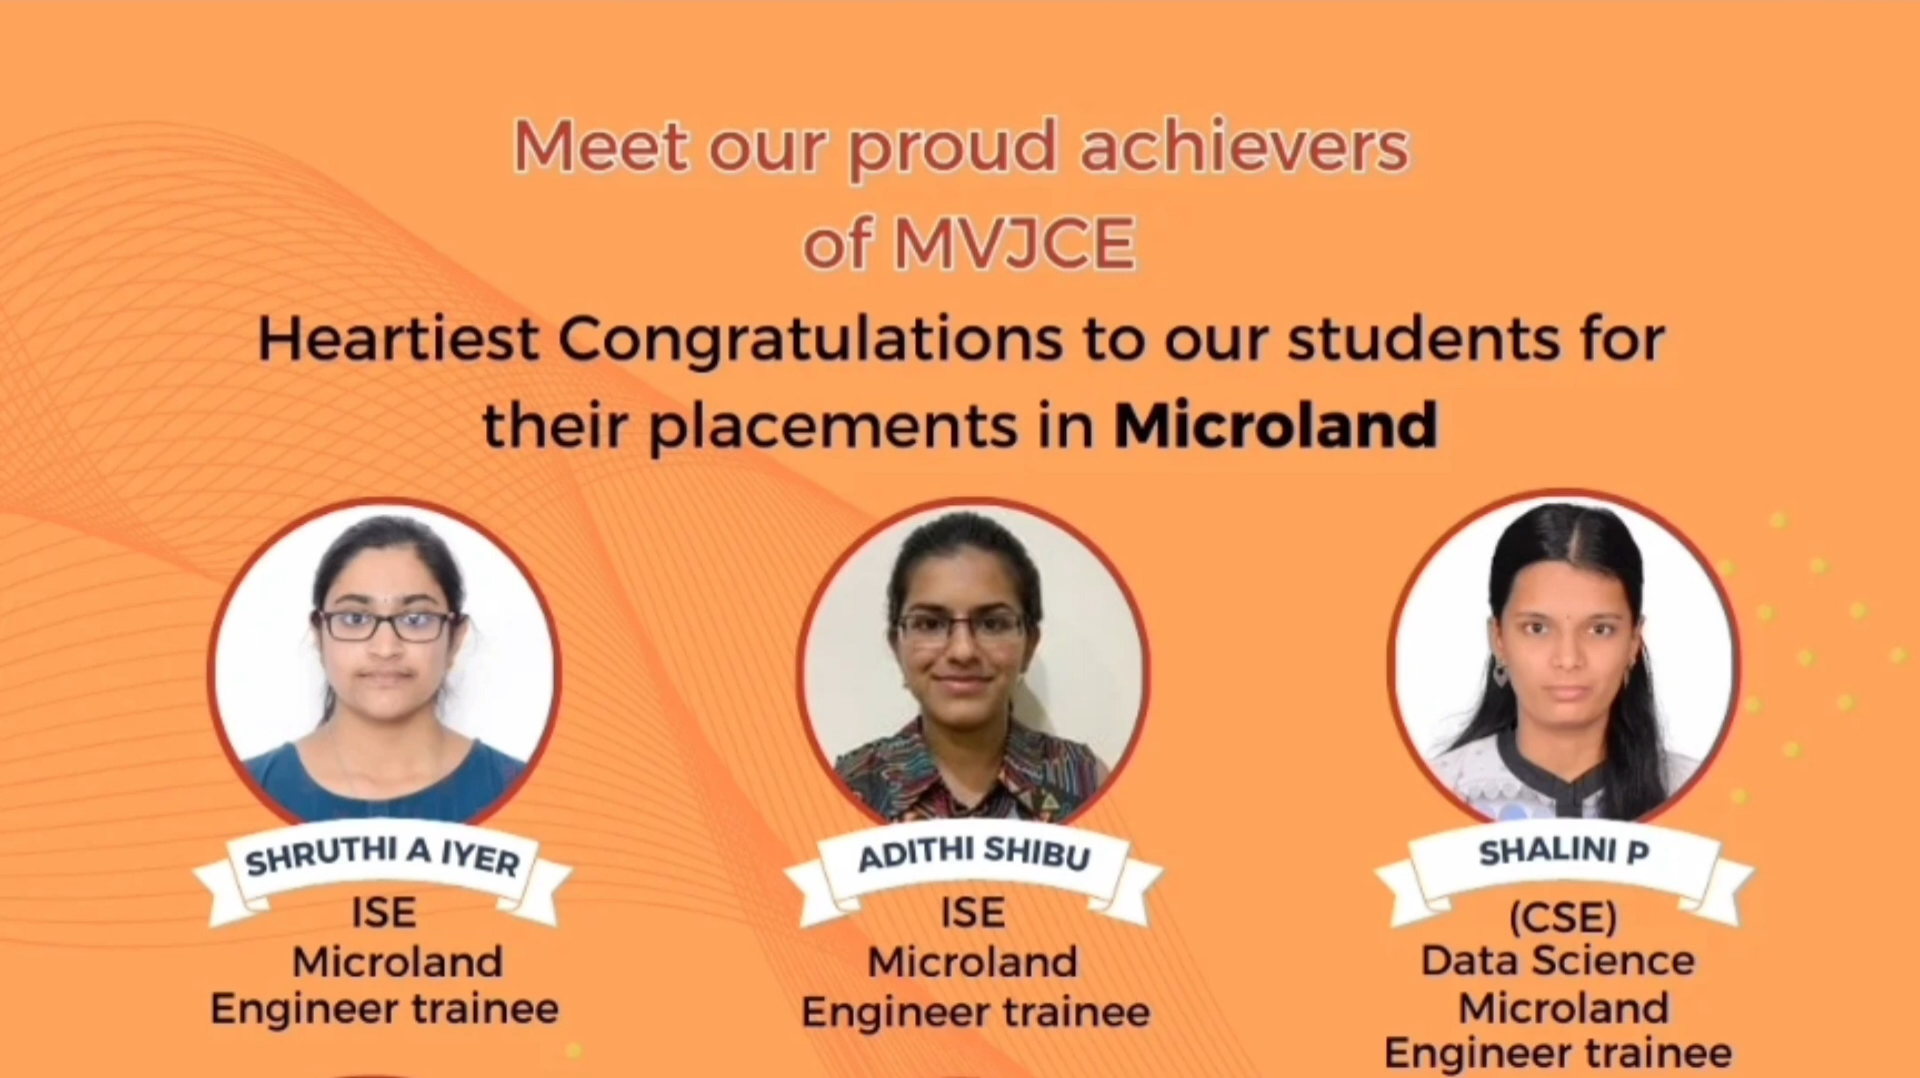 Meet our proud achievers
of MVJCE
Heartiest Congratulations to our students for
their placements in Microland
SHRUTHI A IYER
ISE
Microland
Engineer trainee
ADITHI SHIBU
ISE
Microland
Engineer trainee
SHALINI P
(CSE)
Data Science
Microland
Engineer trainee